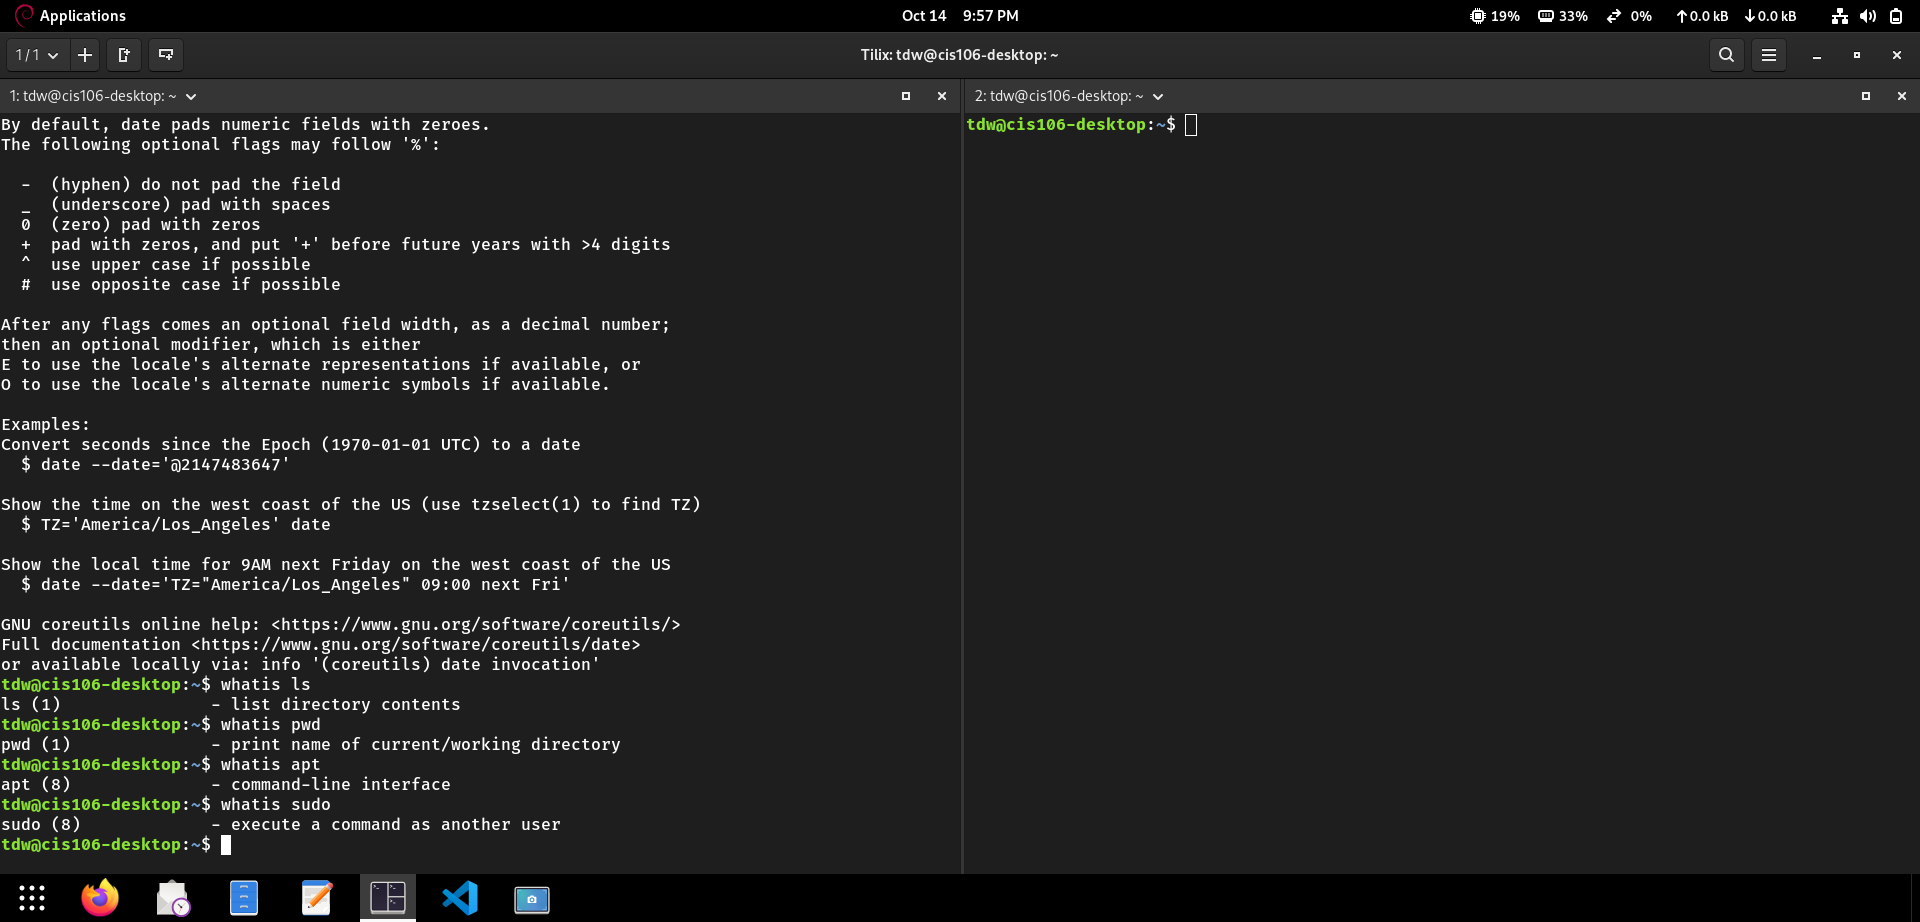 Applications
Oct 14 9:57 PM
19% 33% 0% 0.0 kB 0.0 kB
1 / 1
Tilix: tdw@cis106-desktop: ~
1: tdw@cis106-desktop: ~
By default, date pads numeric fields with zeroes.
The following optional flags may follow '%':
-  (hyphen) do not pad the field
_  (underscore) pad with spaces
0  (zero) pad with zeros
+  pad with zeros, and put '+' before future years with >4 digits
^  use upper case if possible
#  use opposite case if possible
After any flags comes an optional field width, as a decimal number;
then an optional modifier, which is either
E to use the locale's alternate representations if available, or
O to use the locale's alternate numeric symbols if available.
Examples:
Convert seconds since the Epoch (1970-01-01 UTC) to a date
$ date --date='@2147483647'
Show the time on the west coast of the US (use tzselect(1) to find TZ)
$ TZ='America/Los_Angeles' date
Show the local time for 9AM next Friday on the west coast of the US
$ date --date='TZ="America/Los_Angeles" 09:00 next Fri'
GNU coreutils online help: <https://www.gnu.org/software/coreutils/>
Full documentation <https://www.gnu.org/software/coreutils/date>
or available locally via: info '(coreutils) date invocation'
tdw@cis106-desktop:~$ whatis ls
ls (1)               - list directory contents
tdw@cis106-desktop:~$ whatis pwd
pwd (1)              - print name of current/working directory
tdw@cis106-desktop:~$ whatis apt
apt (8)              - command-line interface
tdw@cis106-desktop:~$ whatis sudo
sudo (8)             - execute a command as another user
tdw@cis106-desktop:~$
2: tdw@cis106-desktop: ~
tdw@cis106-desktop:~$